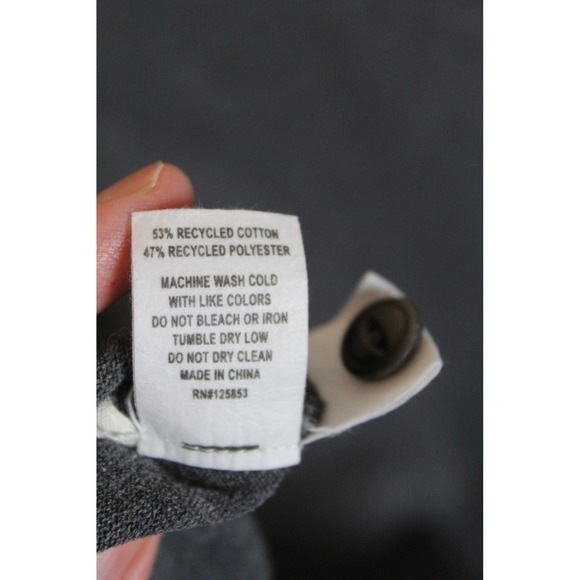 53% RECYCLED COTTON
47% RECYCLED POLYESTER
MACHINE WASH COLD
WITH LIKE COLORS
DO NOT BLEACH OR IRON
TUMBLE DRY LOW
DO NOT DRY CLEAN
MADE IN CHINA
RN#125853